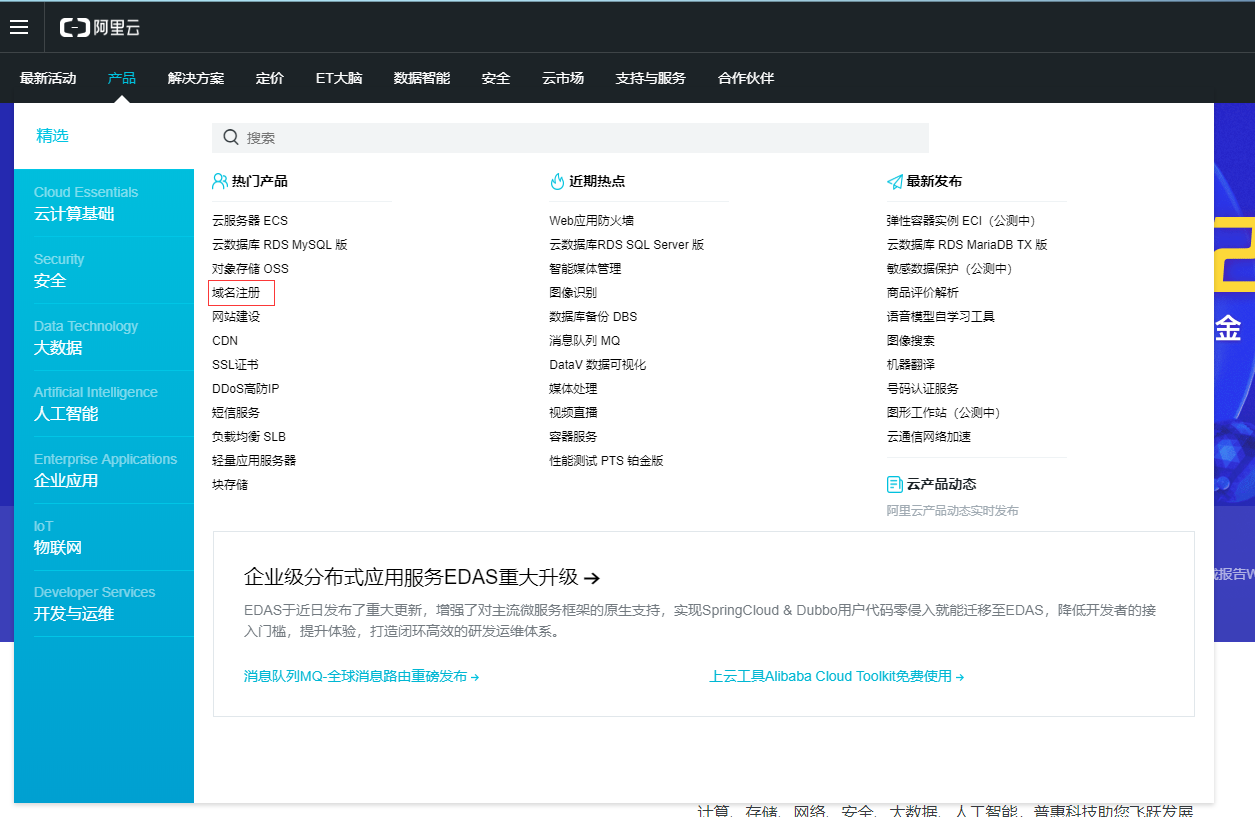 阿里云
最新活动 产品 解决方案 定价 ET大脑 数据智能 安全 云市场 支持与服务 合作伙伴
精选
搜索
Cloud Essentials
云计算基础
Security
安全
Data Technology
大数据
Artificial Intelligence
人工智能
Enterprise Applications
企业应用
IoT
物联网
Developer Services
开发与运维
热门产品
云服务器 ECS
云数据库 RDS MySQL 版
对象存储 OSS
域名注册
网站建设
CDN
SSL证书
DDoS高防IP
短信服务
负载均衡 SLB
轻量应用服务器
块存储
近期热点
Web应用防火墙
云数据库RDS SQL Server 版
智能媒体管理
图像识别
数据库备份 DBS
消息队列 MQ
DataV 数据可视化
媒体处理
视频直播
容器服务
性能测试 PTS 铂金版
最新发布
弹性容器实例 ECI（公测中）
云数据库 RDS MariaDB TX 版
敏感数据保护（公测中）
商品评价解析
语音模型自学习工具
图像搜索
机器翻译
号码认证服务
图形工作站（公测中）
云通信网络加速
云产品动态
阿里云产品动态实时发布
企业级分布式应用服务EDAS重大升级
EDAS于近日发布了重大更新，增强了对主流微服务框架的原生支持，实现SpringCloud & Dubbo用户代码零侵入就能迁移至EDAS，降低开发者的接
入门槛，提升体验，打造闭环高效的研发运维体系。
消息队列MQ-全球消息路由重磅发布
上云工具Alibaba Cloud Toolkit免费使用
金
报告W
计算、存储、网络、安全、大数据、人工智能，普惠科技助您飞跃发展